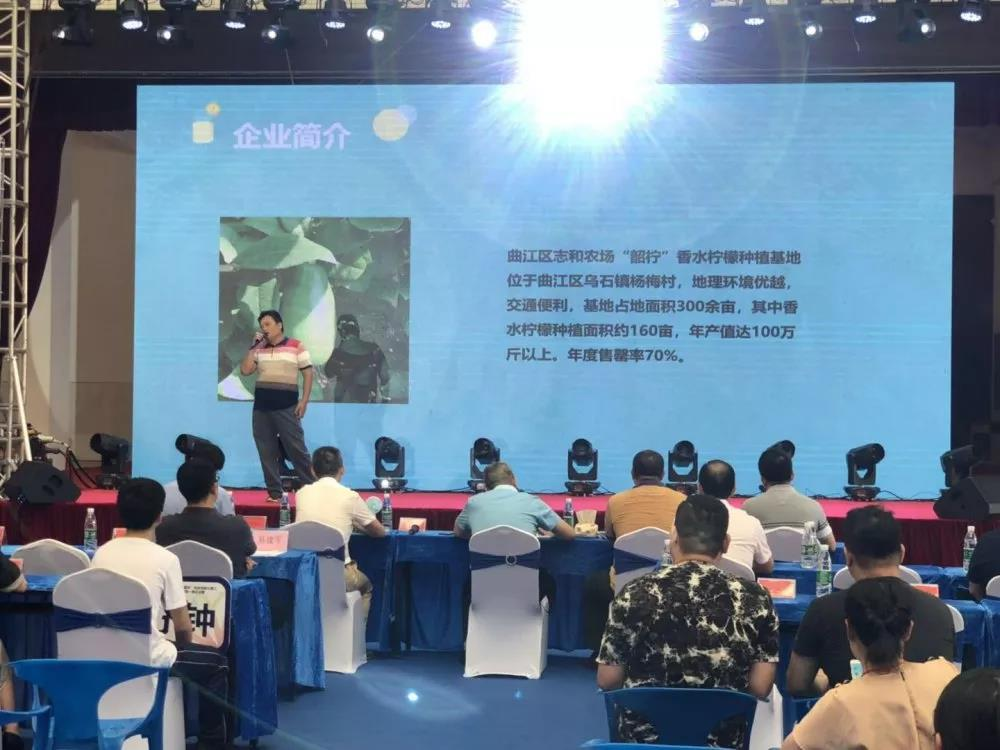 企业简介
曲江区志和农场“韶柠”香水柠檬种植基地
位于曲江区乌石镇杨梅村，地理环境优越，
交通便利，基地占地面积300余亩，其中香
水柠檬种植面积约160亩，年产值达100万
斤以上。年度售罄率70%。
钟